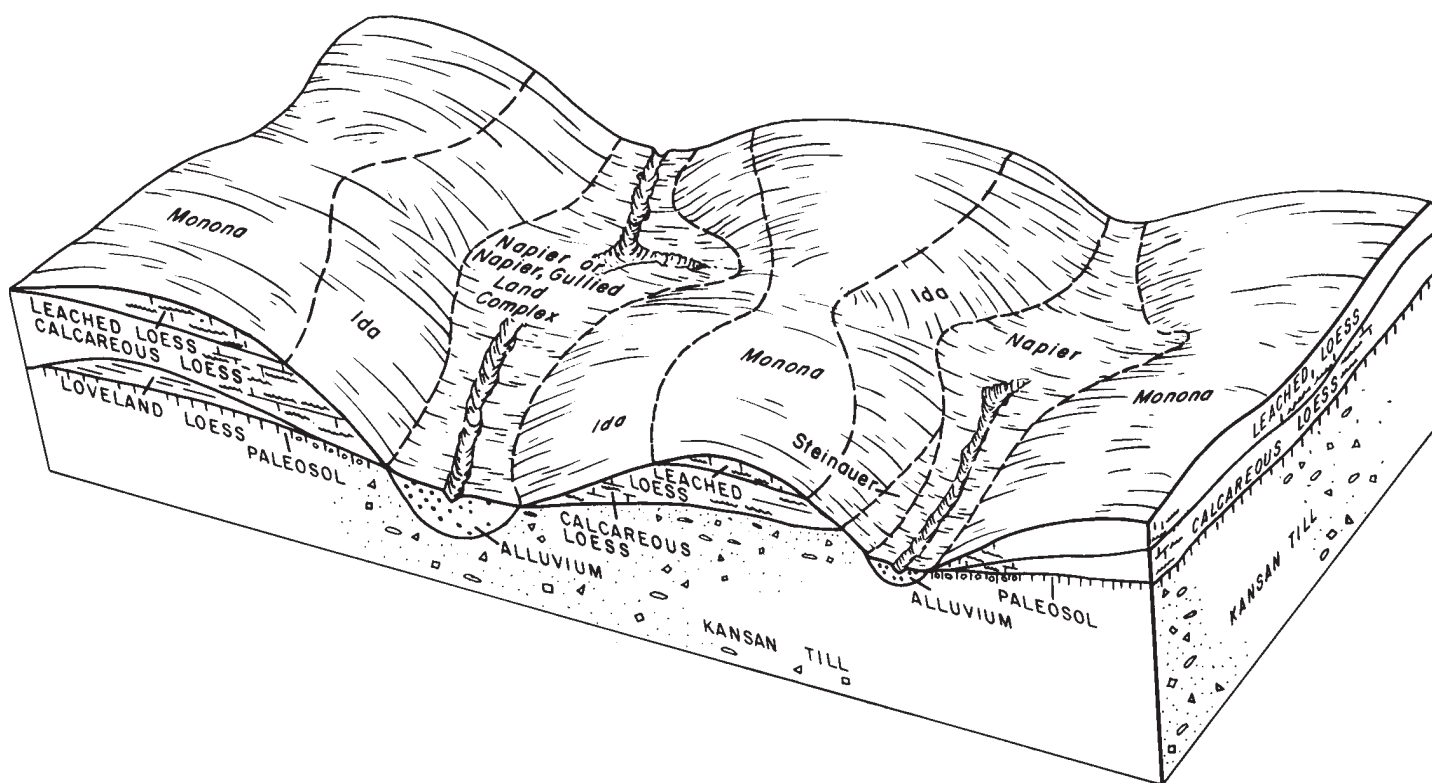 Monona
Ida
Napier or
Napier, Gullied
Land
Complex
Ida
Monona
Ida
Napier
Monona
Steinauer
LEACHED LOESS
CALCAREOUS LOESS
LOVELAND LOESS
PALEOSOL
LEACHED
LOESS
CALCAREOUS
LOESS
ALLUVIUM
KANSAN TILL
ALLUVIUM
PALEOSOL
LEACHED, LOESS
CALCAREOUS LOESS
KANSAN TILL